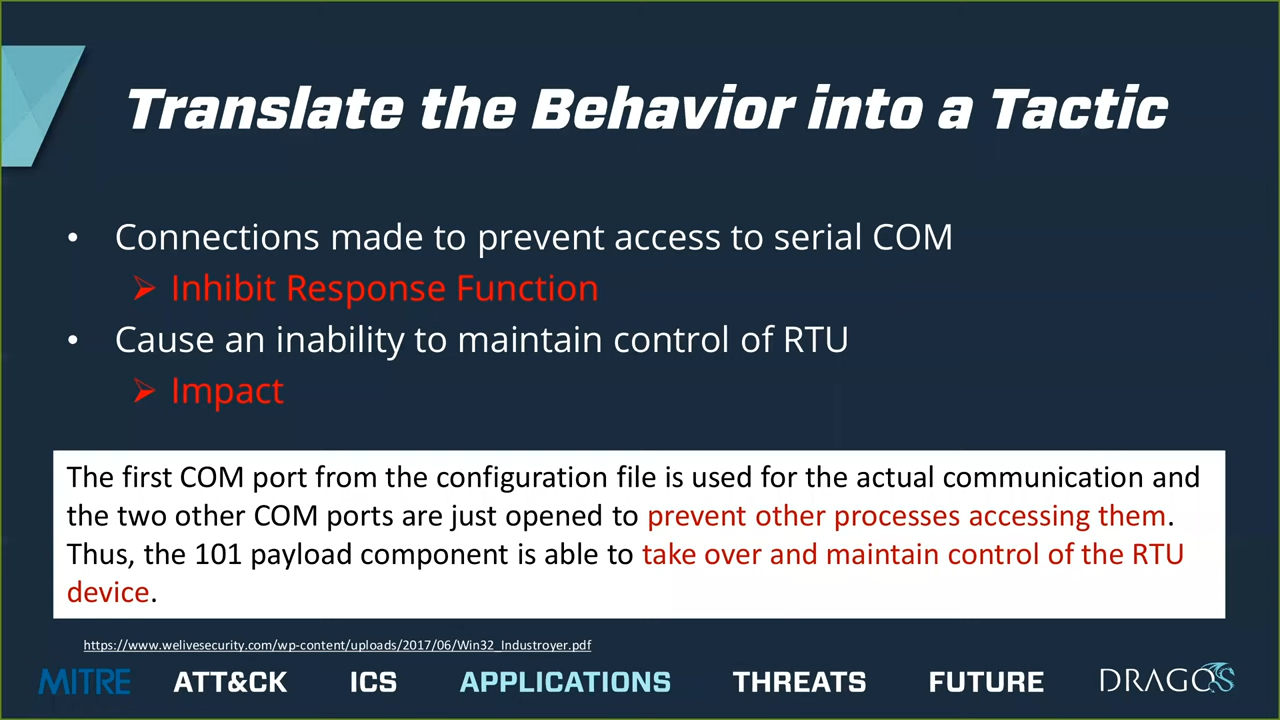 Translate the Behavior into a Tactic
• Connections made to prevent access to serial COM
➢ Inhibit Response Function
• Cause an inability to maintain control of RTU
➢ Impact
The first COM port from the configuration file is used for the actual communication and
the two other COM ports are just opened to prevent other processes accessing them.
Thus, the 101 payload component is able to take over and maintain control of the RTU
device.
https://www.welivesecurity.com/wp-content/uploads/2017/06/Win32_Industroyer.pdf
MITRE ATT&CK ICS APPLICATIONS THREATS FUTURE DRAGOS